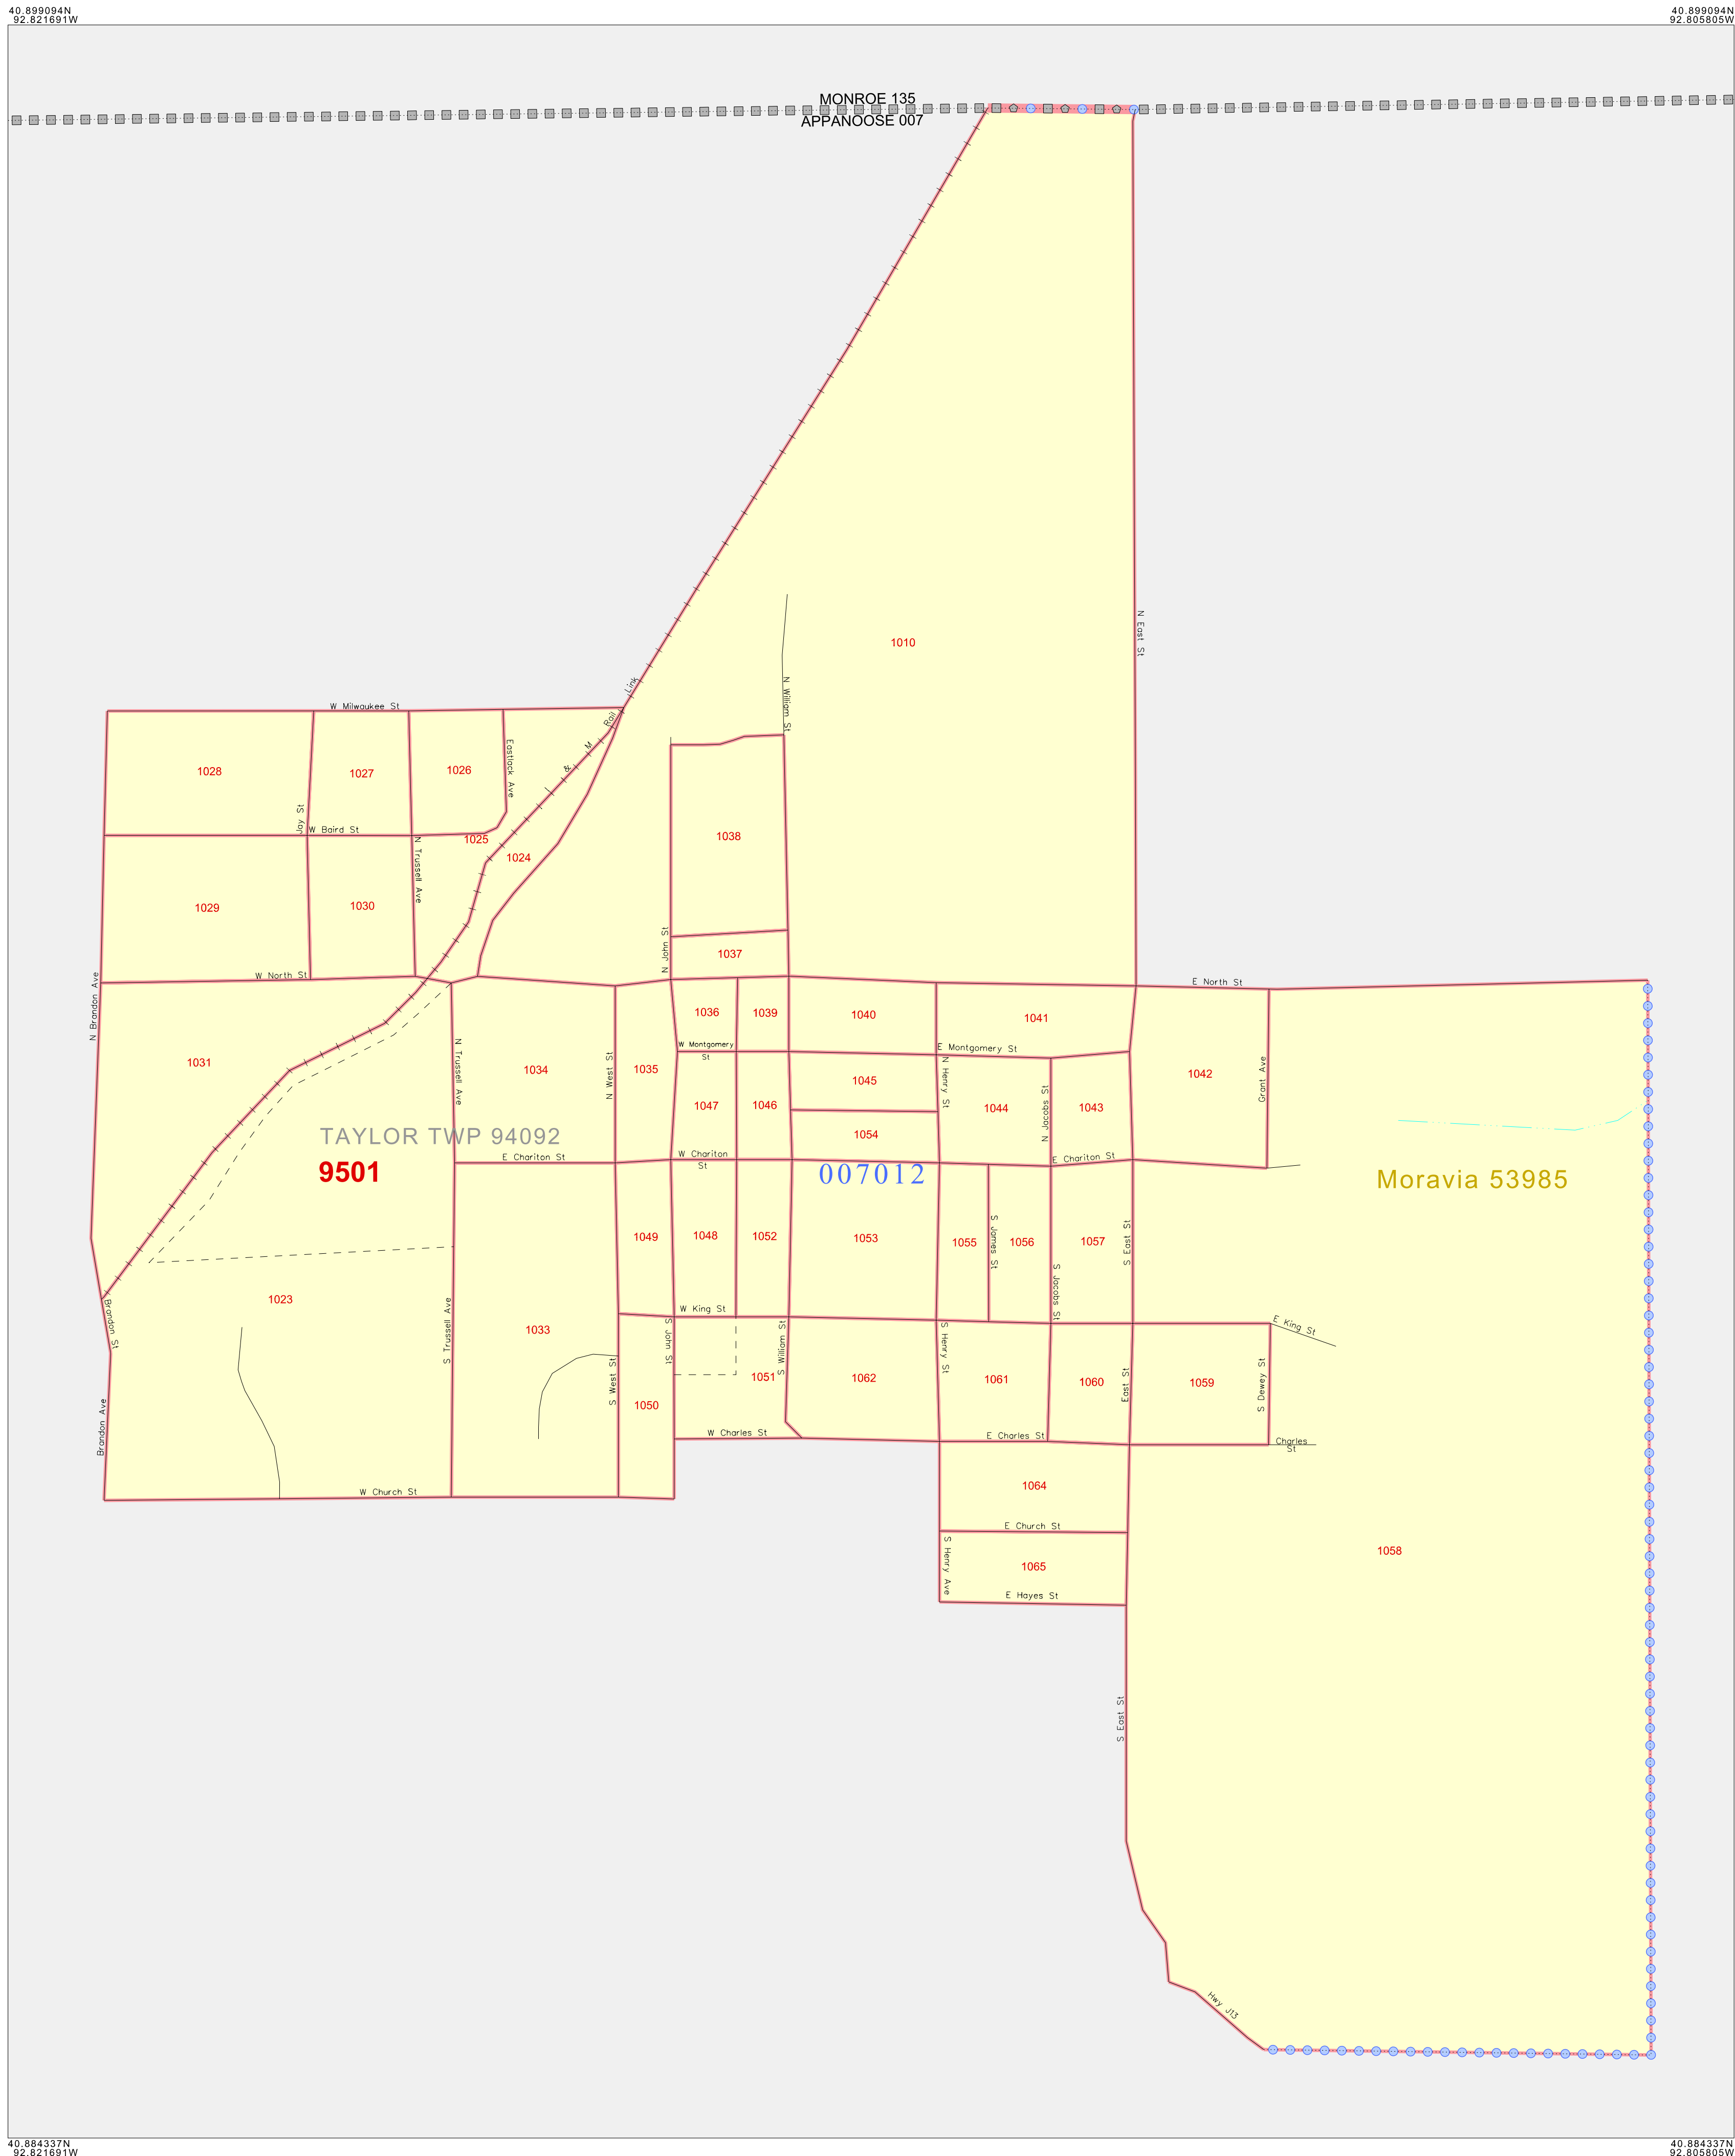 40.899094N
92.821691W
40.899094N
92.805805W
MONROE 135
APPANOOSE 007
N East St
1010
Link
Rail
M
&
I
N William St
W Milwaukee St
1028
1027
1026
Eastlack Ave
Jay St
W Baird St
1025
1024
N Trussell Ave
1029
1030
1038
N John St
1037
W North St
E North St
N Brandon Ave
1036
1039
1040
1041
W Montgomery
St
E Montgomery St
1031
N Trussell Ave
1034
N West St
1035
1047
1046
1045
N Henry St
1044
N Jacobs St
1043
1042
Grant Ave
1054
TAYLOR TWP 94092
9501
E Chariton St
W Chariton
St
E Chariton St
007012
Moravia 53985
1049
1048
1052
1053
1055
S James St
1056
1057
S East St
S Jacobs St
1023
Brandon St
1033
S Trussell Ave
W King St
E King St
S John St
S William St
S Henry St
1051
1062
1061
1060
East St
1059
S Dewey St
S West St
1050
Brandon Ave
W Charles St
E Charles St
Charles
St
W Church St
1064
E Church St
S Henry Ave
1065
E Hayes St
1058
S East St
Hwy J13
40.884337N
92.821691W
40.884337N
92.805805W